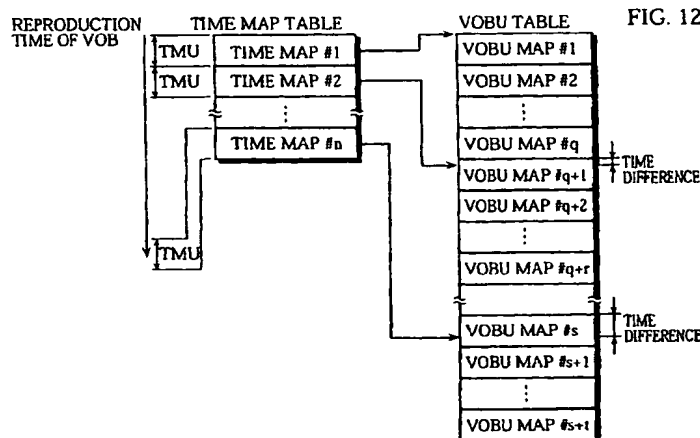 FIG. 12
REPRODUCTION
TIME OF VOB
TIME MAP TABLE
TMU
TIME MAP #1
TMU
TIME MAP #2
TIME MAP #n
TMU
VOBU TABLE
VOBU MAP #1
VOBU MAP #2
VOBU MAP #q
VOBU MAP #q+1
VOBU MAP #q+2
VOBU MAP #q+r
VOBU MAP #s
VOBU MAP #s+1
VOBU MAP #s+t
TIME
DIFFERENCE
TIME
DIFFERENCE